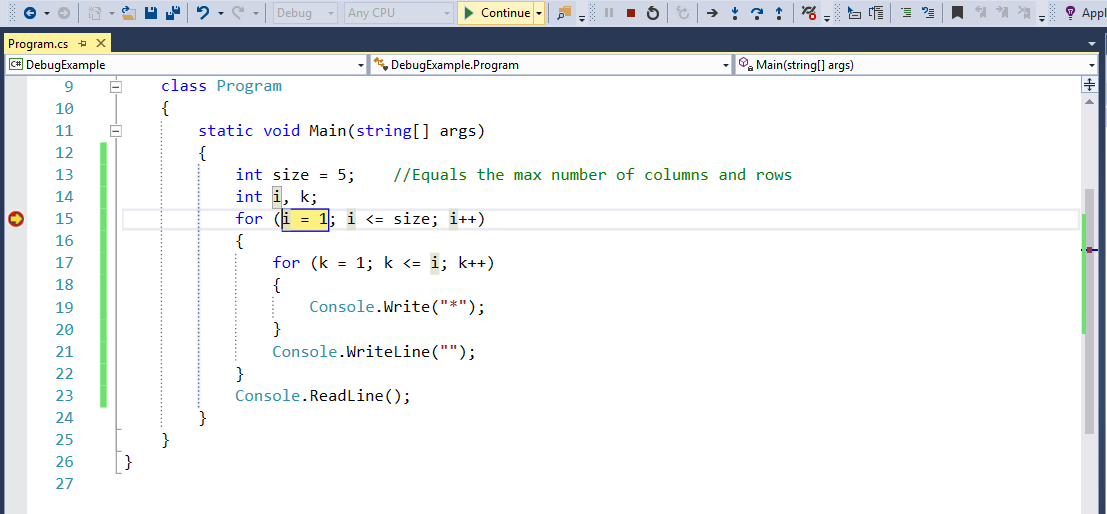 Debug Any CPU Continue Appl
Program.cs
C# DebugExample DebugExample.Program Main(string[] args)
9 class Program
10 {
11 static void Main(string[] args)
12 {
13 int size = 5; //Equals the max number of columns and rows
14 int i, k;
15 for (i = 1; i <= size; i++)
16 {
17 for (k = 1; k <= i; k++)
18 {
19 Console.Write("*");
20 }
21 Console.WriteLine("");
22 }
23 Console.ReadLine();
24 }
25 }
26 }
27